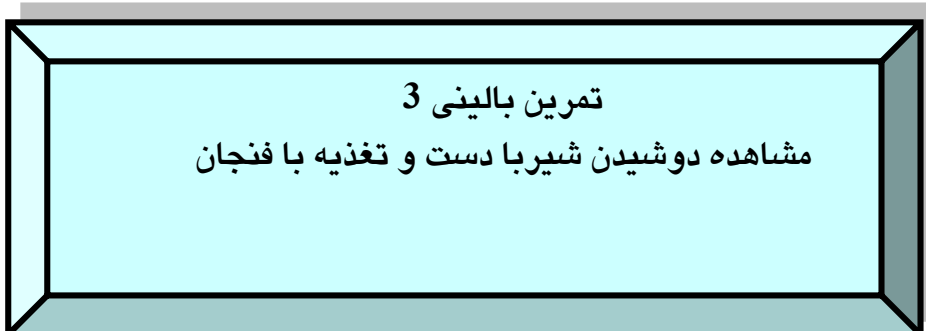 تمرین بالینی 3
مشاهده دوشیدن شیربا دست و تغذیه با فنجان